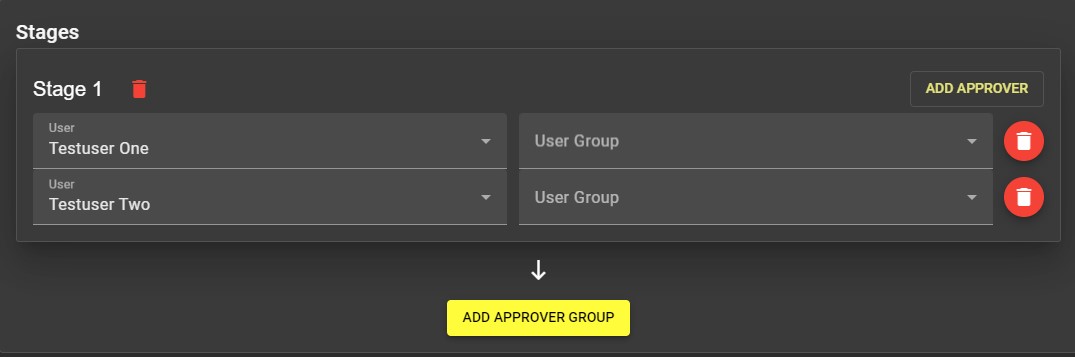 Stages
Stage 1
ADD APPROVER
User
Testuser One
User Group
User
Testuser Two
User Group
ADD APPROVER GROUP